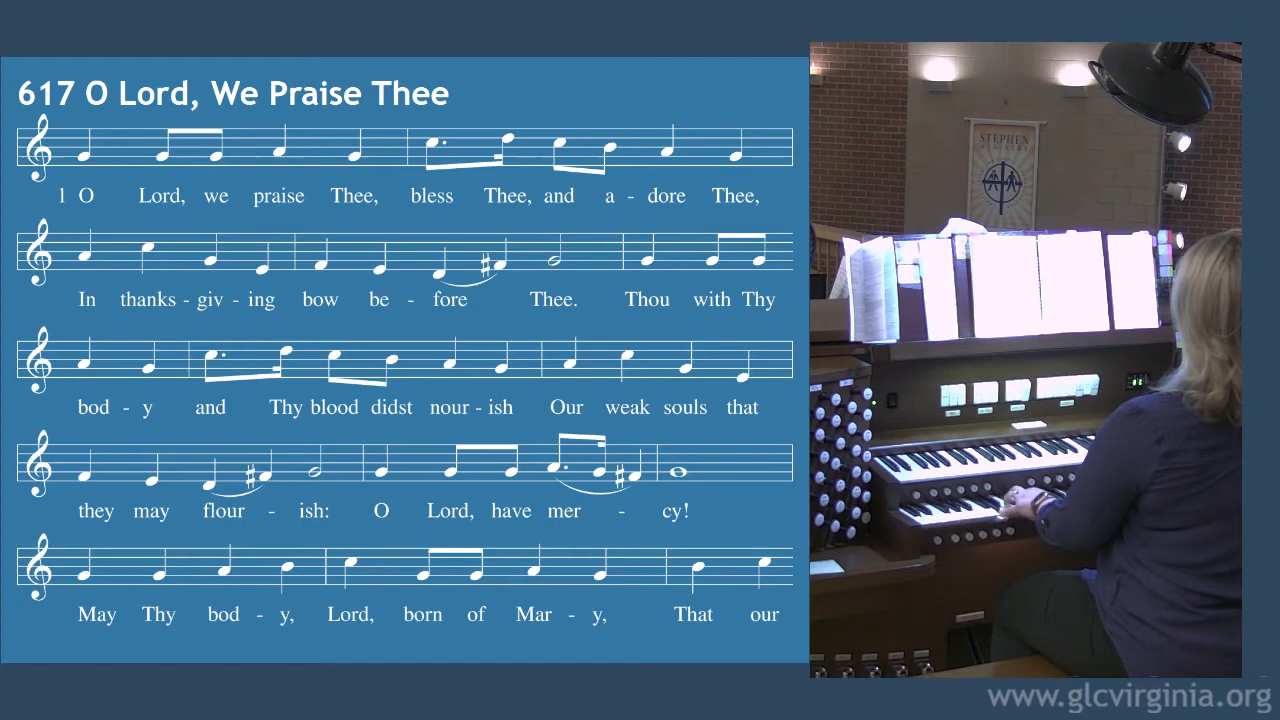 617 O Lord, We Praise Thee
1 O Lord, we praise Thee, bless Thee, and a - dore Thee,
In thanks - giv - ing bow be - fore Thee. Thou with Thy
bod - y and Thy blood didst nour - ish Our weak souls that
they may flour - ish: O Lord, have mer - cy!
May Thy bod - y, Lord, born of Mar - y, That our
STEPHEN
www.glcvirginia.org